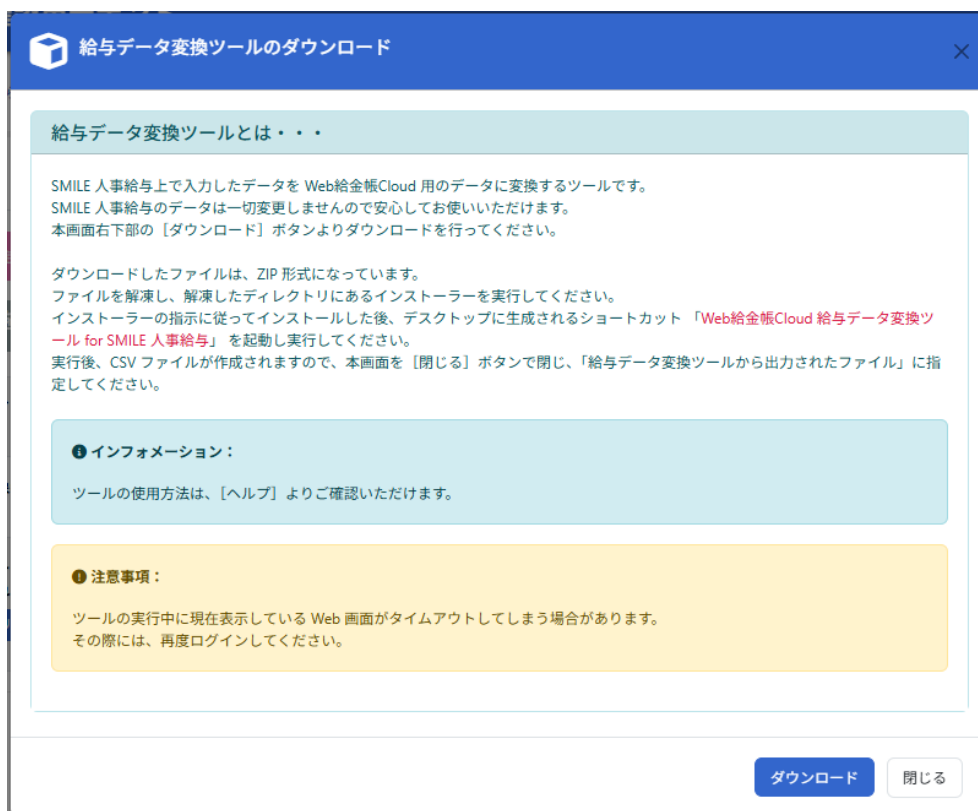 給与データ変換ツールのダウンロード
給与データ変換ツールとは・・・
SMILE 人事給与上で入力したデータを Web給金帳Cloud 用のデータに変換するツールです。
SMILE 人事給与のデータは一切変更しませんので安心してお使いいただけます。
本画面右下部の［ダウンロード］ボタンよりダウンロードを行ってください。
ダウンロードしたファイルは、ZIP 形式になっています。
ファイルを解凍し、解凍したディレクトリにあるインストーラーを実行してください。
インストーラーの指示に従ってインストールした後、デスクトップに生成されるショートカット 「Web給金帳Cloud 給与データ変換ツ
ール for SMILE 人事給与」 を起動し実行してください。
実行後、CSV ファイルが作成されますので、本画面を［閉じる］ボタンで閉じ、「給与データ変換ツールから出力されたファイル」に指
定してください。
インフォメーション：
ツールの使用方法は、［ヘルプ］よりご確認いただけます。
注意事項：
ツールの実行中に現在表示している Web 画面がタイムアウトしてしまう場合があります。
その際には、再度ログインしてください。
ダウンロード
閉じる